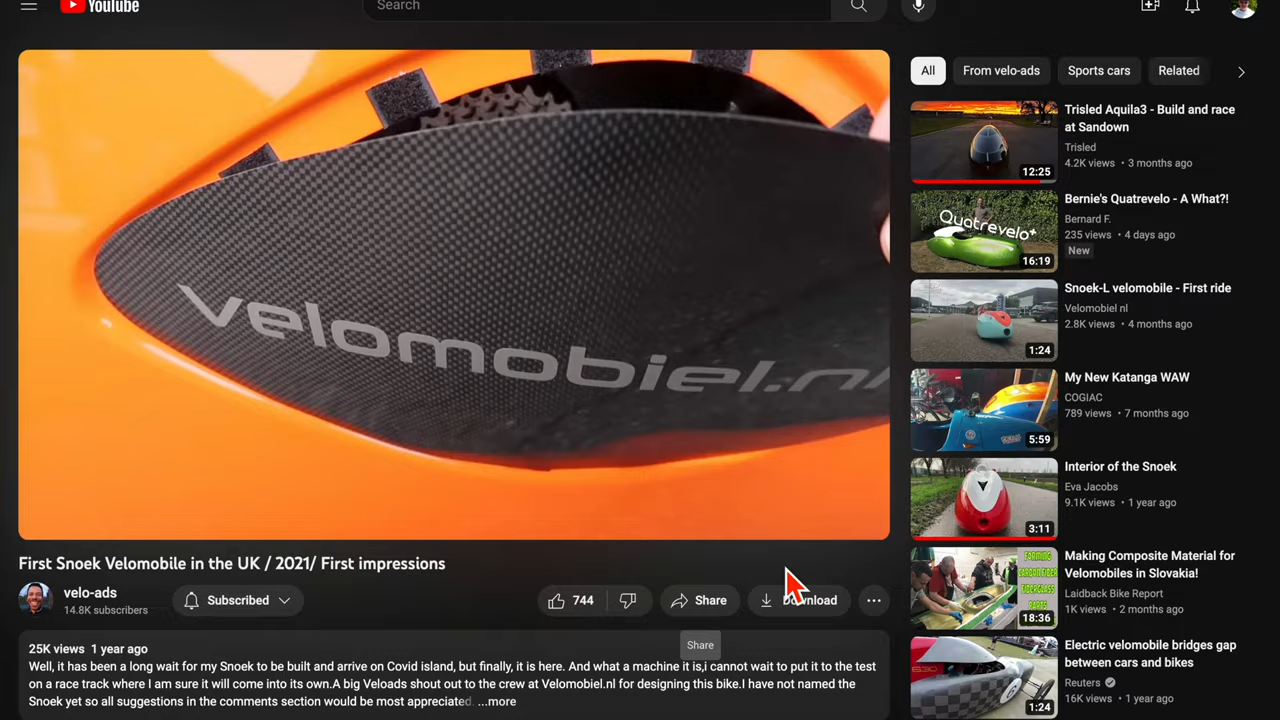 YouTube
Search
velomobiel.nl
First Snoek Velomobile in the UK / 2021/ First impressions
velo-ads
14.8K subscribers
Subscribed
744
Share
Download
Share
25K views 1 year ago
Well, it has been a long wait for my Snoek to be built and arrive on Covid island, but finally, it is here. And what a machine it is,i cannot wait to put it to the test
on a race track where I am sure it will come into its own.A big Veloads shout out to the crew at Velomobiel.nl for designing this bike.I have not named the
Snoek yet so all suggestions in the comments section would be most appreciated. ...more
All
From velo-ads
Sports cars
Related
12:25
Trisled Aquila3 - Build and race
at Sandown
Trisled
4.2K views • 3 months ago
Quatrevelo+
16:19
Bernie's Quatrevelo - A What?!
Bernard F.
235 views • 4 days ago
New
1:24
Snoek-L velomobile - First ride
Velomobiel nl
2.8K views • 4 months ago
5:59
My New Katanga WAW
COGIAC
789 views • 7 months ago
3:11
Interior of the Snoek
Eva Jacobs
9.1K views • 1 year ago
FORMING
CARBON FIBER
FIBERGLASS
PARTS
18:36
Making Composite Material for
Velomobiles in Slovakia!
Laidback Bike Report
1K views • 2 months ago
1:24
Electric velomobile bridges gap
between cars and bikes
Reuters
16K views • 1 year ago